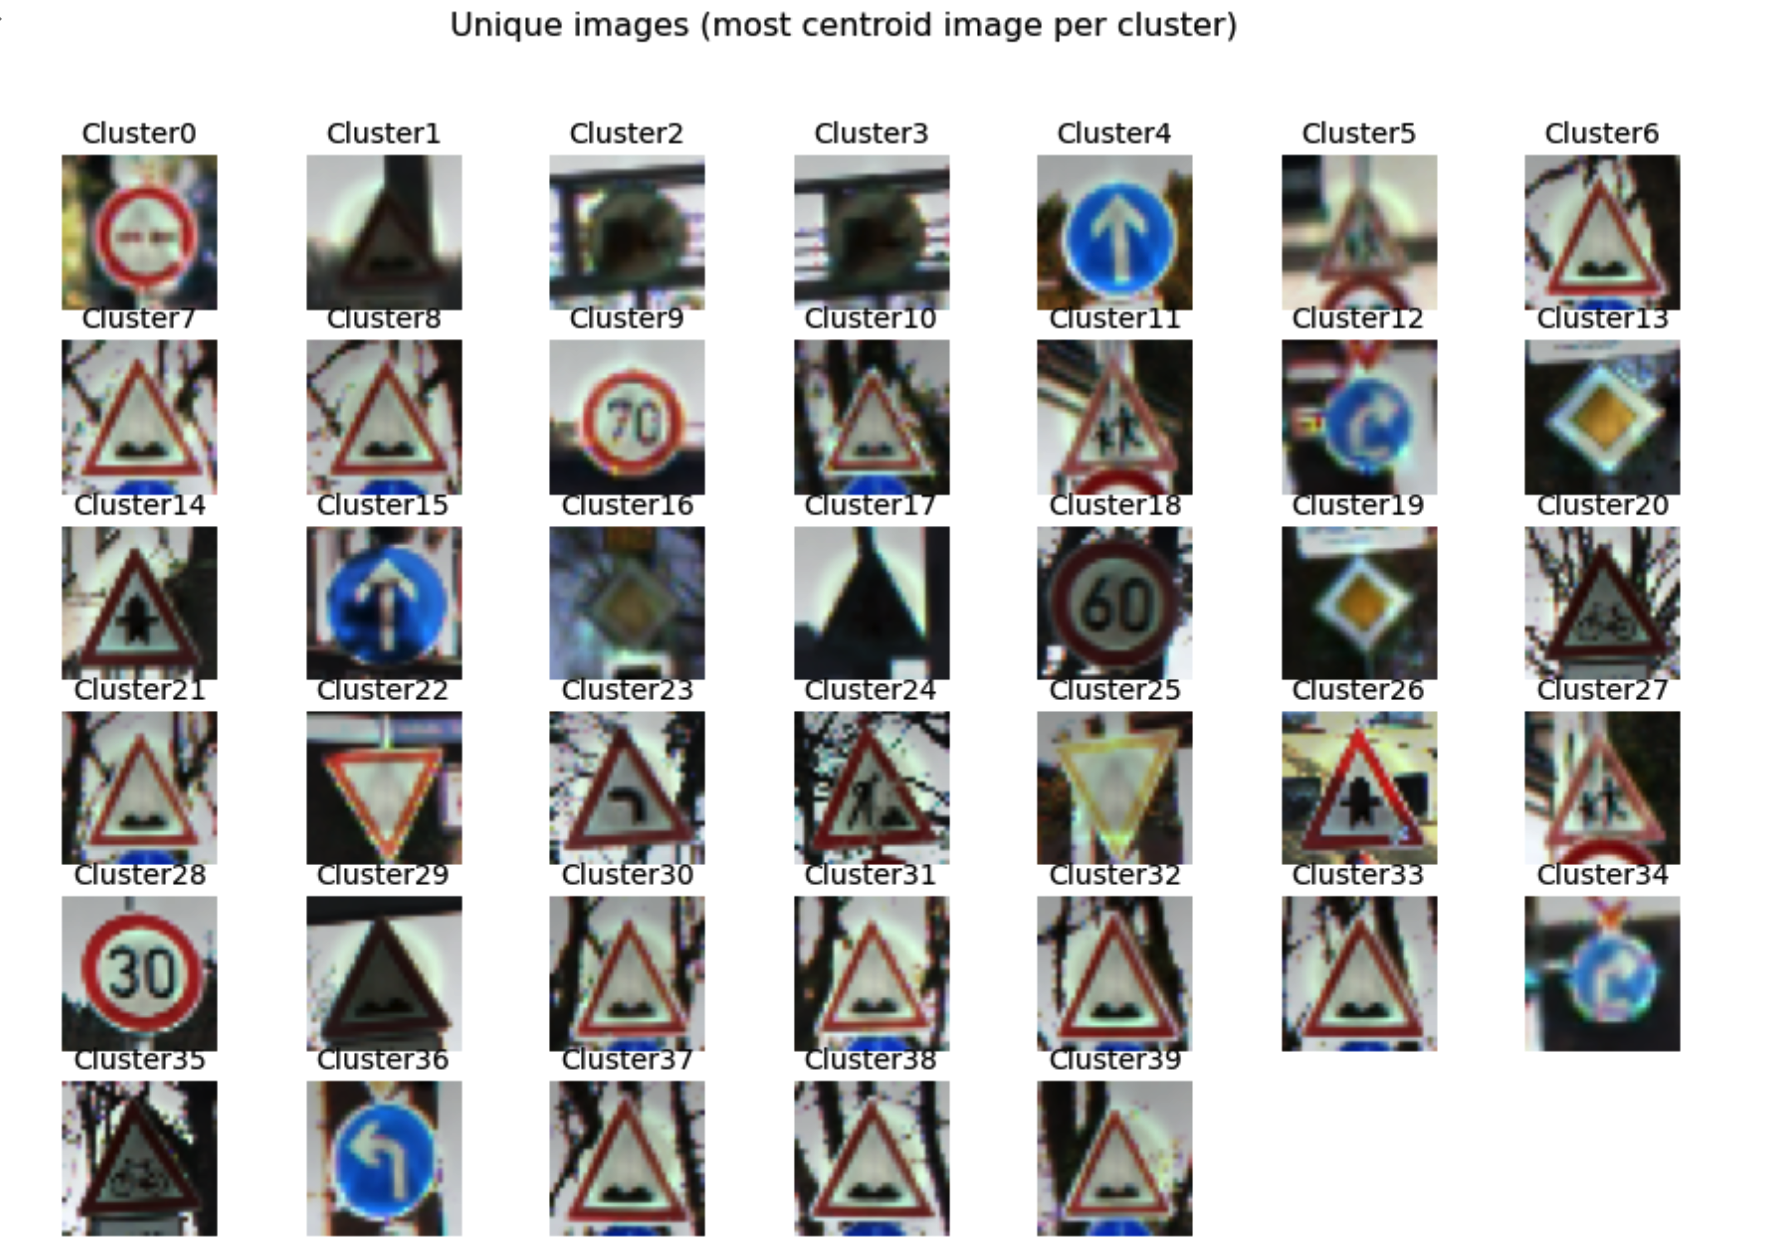 Unique images (most centroid image per cluster)
Cluster0 Cluster1 Cluster2 Cluster3 Cluster4 Cluster5 Cluster6
Cluster7 Cluster8 Cluster9 Cluster10 Cluster11 Cluster12 Cluster13
70
Cluster14 Cluster15 Cluster16 Cluster17 Cluster18 Cluster19 Cluster20
60
Cluster21 Cluster22 Cluster23 Cluster24 Cluster25 Cluster26 Cluster27
Cluster28 Cluster29 Cluster30 Cluster31 Cluster32 Cluster33 Cluster34
30
Cluster35 Cluster36 Cluster37 Cluster38 Cluster39